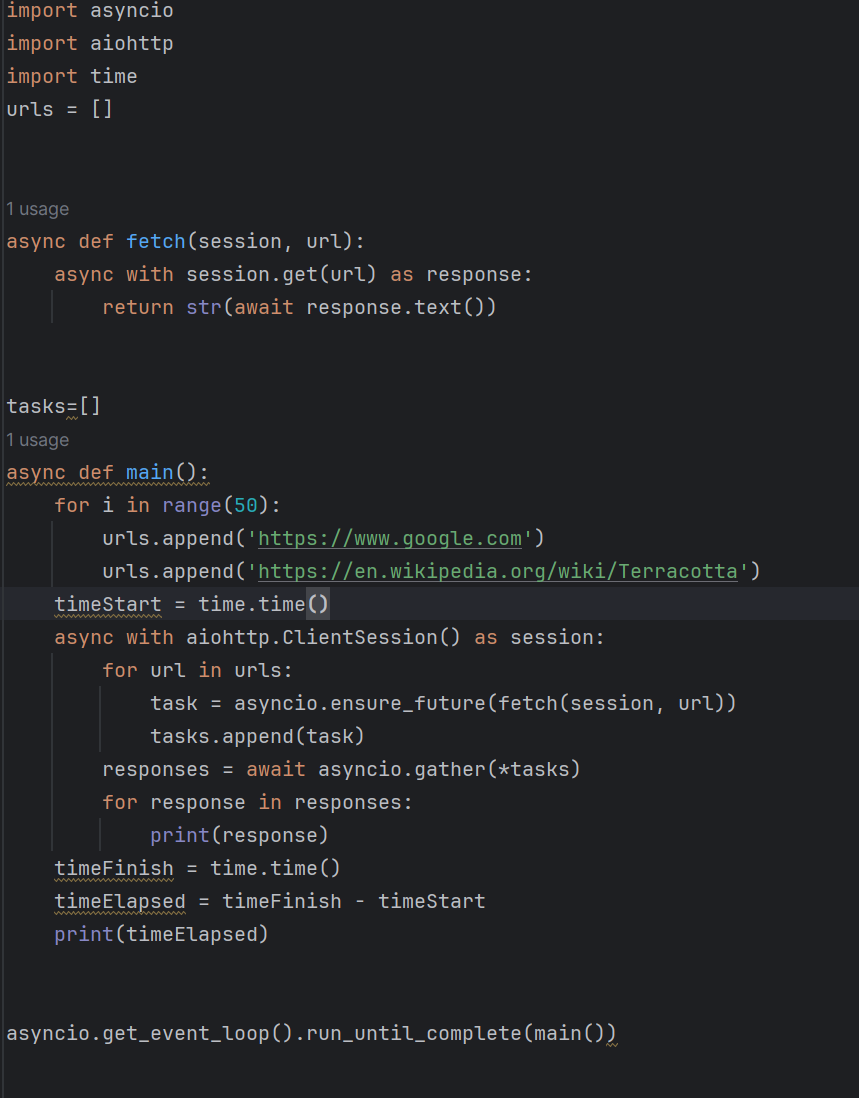 import asyncio
import aiohttp
import time
urls = []
1 usage
async def fetch(session, url):
    async with session.get(url) as response:
        return str(await response.text())
tasks=[]
1 usage
async def main():
    for i in range(50):
        urls.append('https://www.google.com')
        urls.append('https://en.wikipedia.org/wiki/Terracotta')
    timeStart = time.time()
    async with aiohttp.ClientSession() as session:
        for url in urls:
            task = asyncio.ensure_future(fetch(session, url))
            tasks.append(task)
        responses = await asyncio.gather(*tasks)
        for response in responses:
            print(response)
    timeFinish = time.time()
    timeElapsed = timeFinish - timeStart
    print(timeElapsed)
asyncio.get_event_loop().run_until_complete(main())